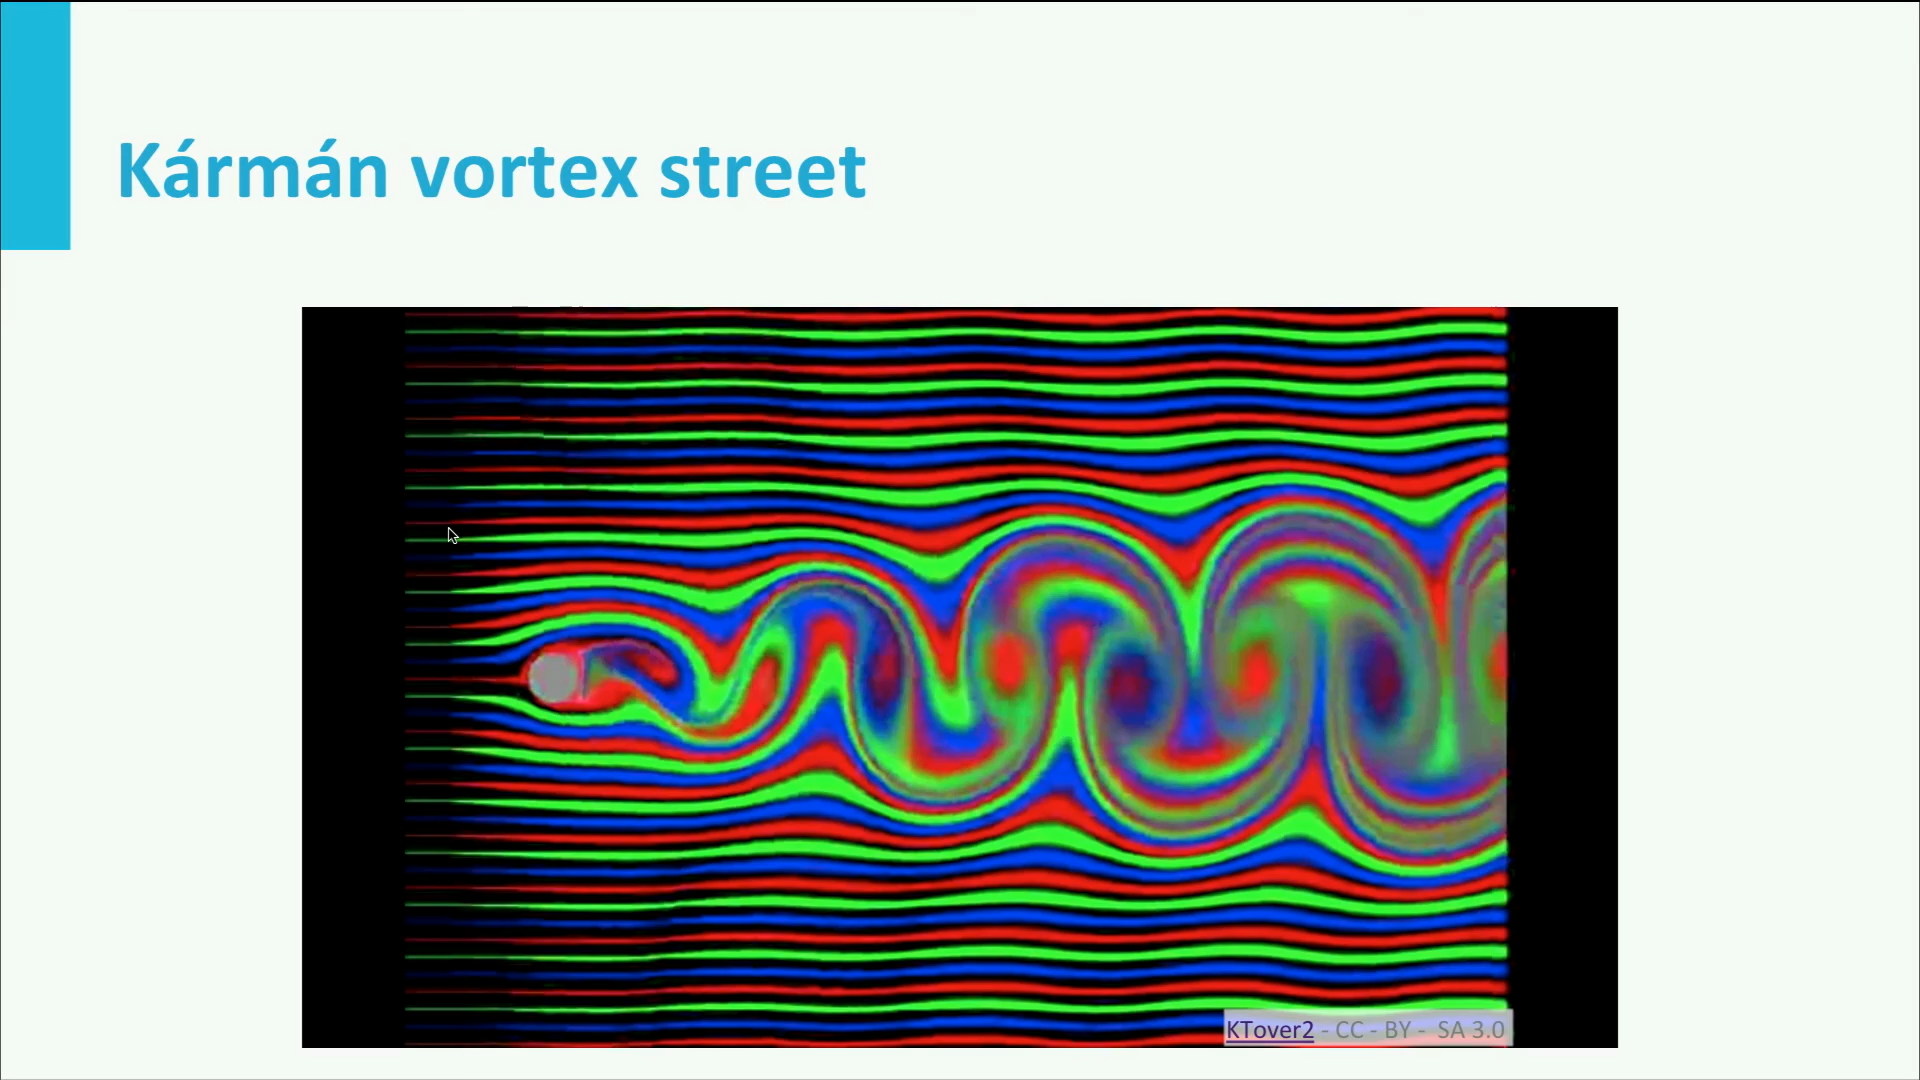 Kármán vortex street
KTover2 - CC - BY - SA 3.0